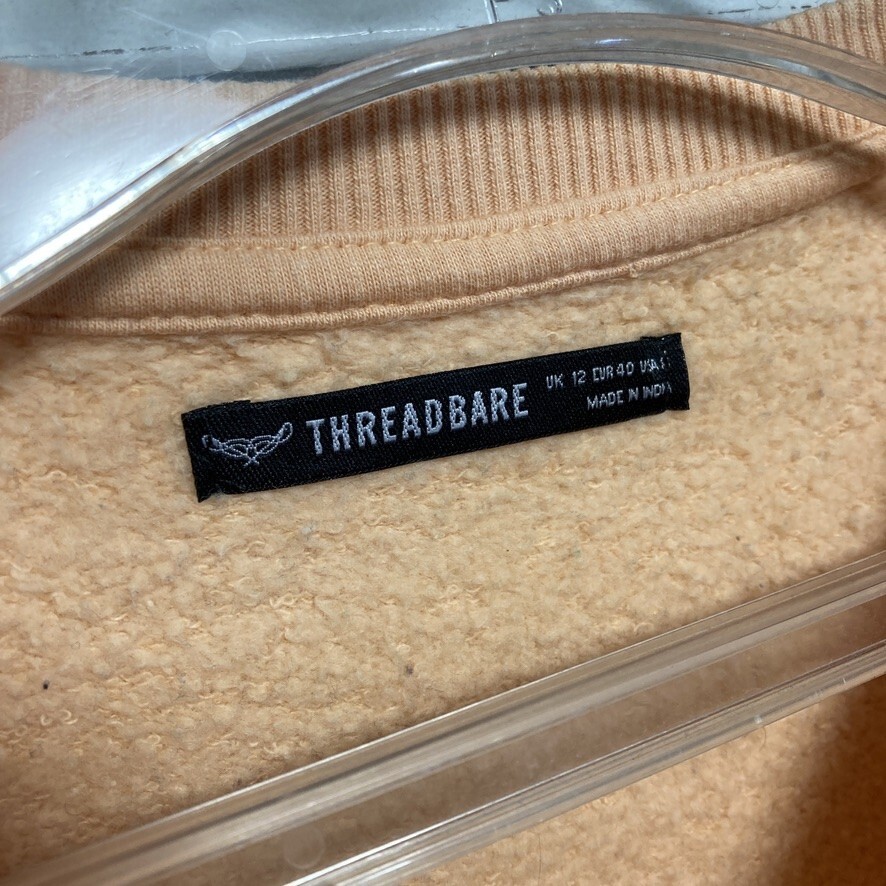 THREADBARE
UK 12 EUR 40 USA
MADE IN INDIA